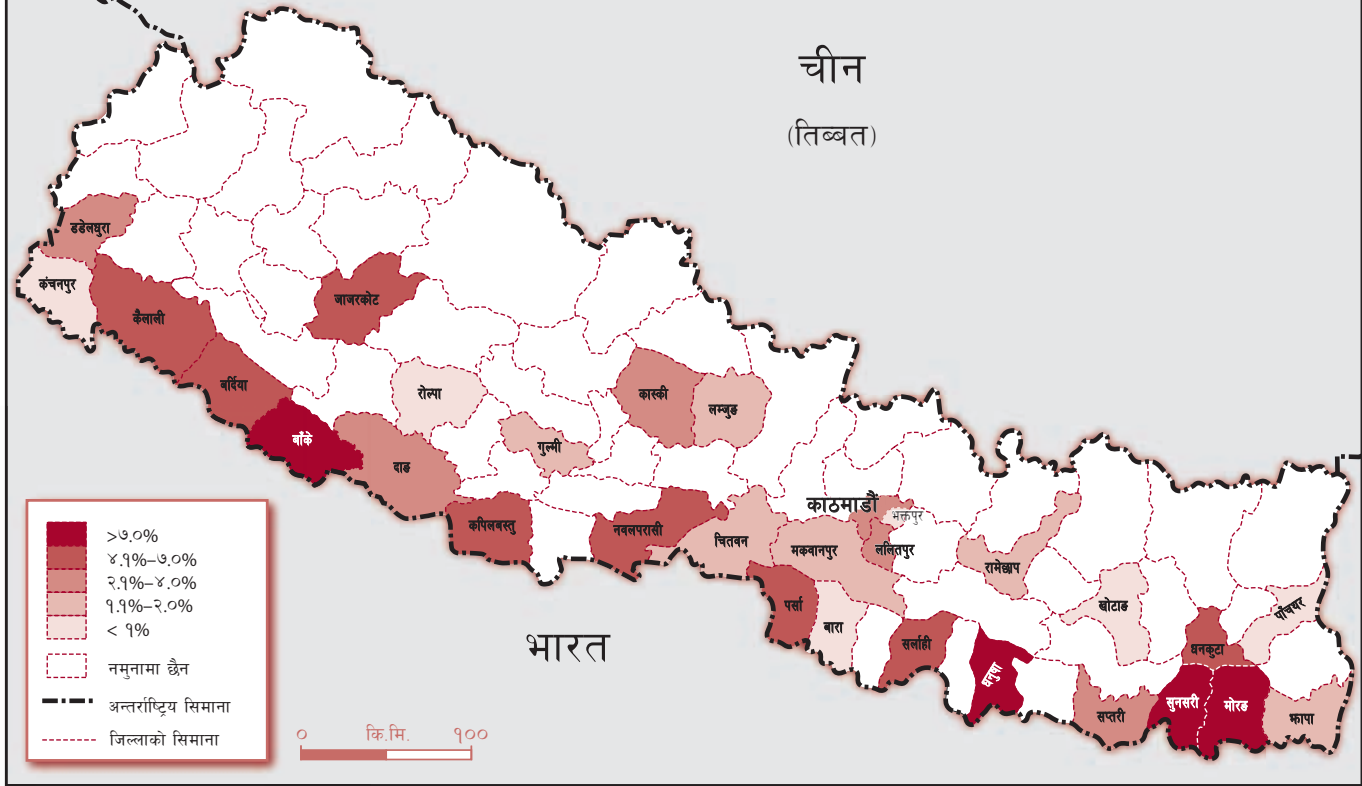 चीन
(तिब्बत)
डडेलधुरा
कंचनपुर
कैलाली
जाजरकोट
बर्दिया
रोल्पा
कास्की
लम्जुङ
बाँके
गुल्मी
दाङ
कपिलबस्तु
नवलपरासी
चितवन
काठमाडौं
भक्तपुर
मकवानपुर
ललितपुर
रामेछाप
पर्सा
बारा
सर्लाही
धनुषा
खोटाङ
पाँचथर
धनकुटा
सप्तरी
सुनसरी
मोरङ
झापा
भारत
>७.०%
४.१%–७.०%
२.१%–४.०%
१.१%–२.०%
< १%
नमुनामा छैन
अन्तर्राष्ट्रिय सिमाना
जिल्लाको सिमाना
० कि.मि. १००